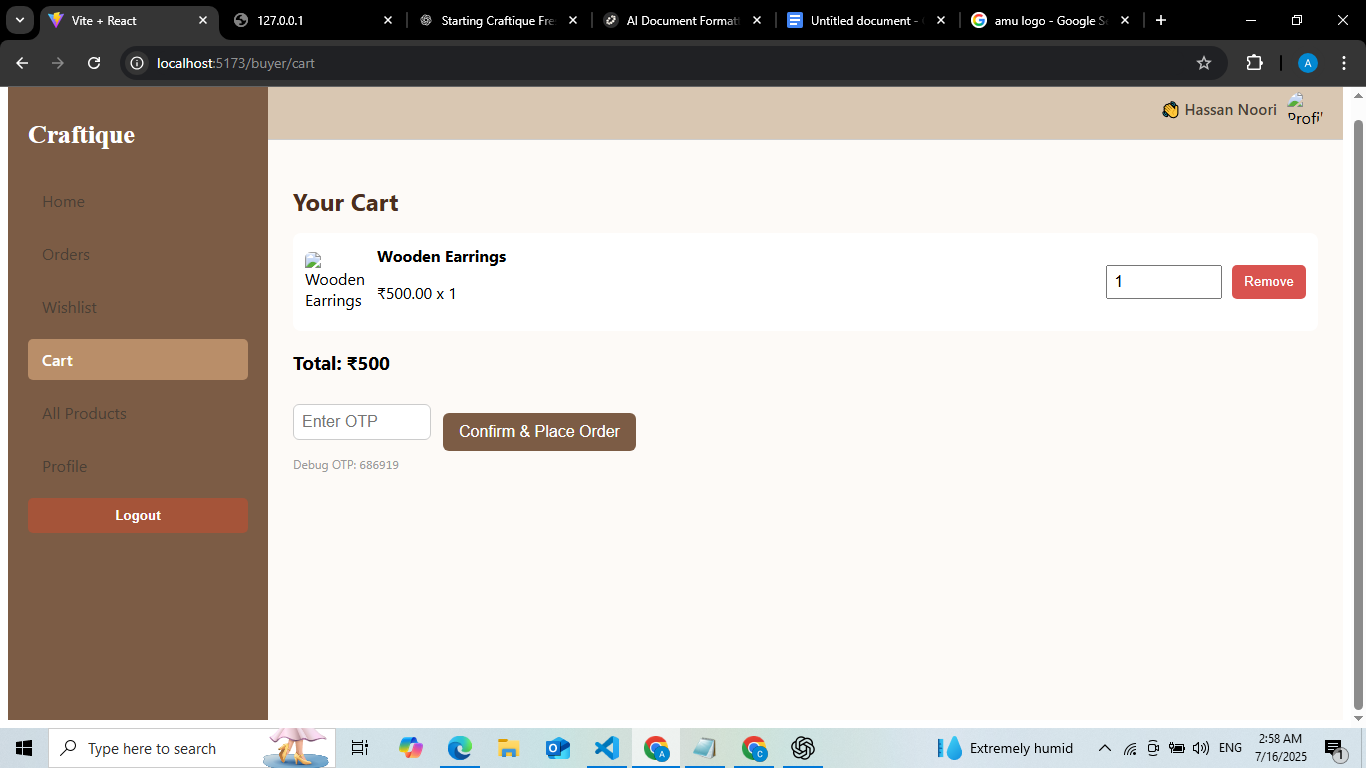 Vite + React
127.0.0.1
Starting Craftique Fre
AI Document Format
Untitled document -
amu logo - Google Se
localhost:5173/buyer/cart
A
Craftique
Hassan Noori
Profil
Home
Orders
Wishlist
Cart
All Products
Profile
Logout
Your Cart
Wooden Earrings
Wooden
Earrings
₹500.00 x 1
1
Remove
Total: ₹500
Enter OTP
Confirm & Place Order
Debug OTP: 686919
Type here to search
A
C
Extremely humid
ENG
2:58 AM
7/16/2025
1